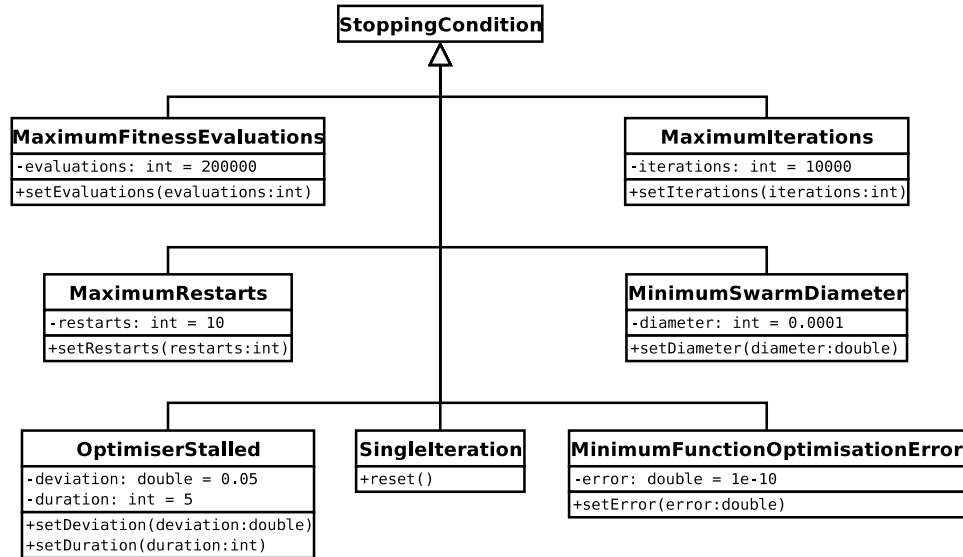 StoppingCondition
MaximumFitnessEvaluations
-evaluations: int = 200000
+setEvaluations(evaluations:int)
MaximumIterations
-iterations: int = 10000
+setIterations(iterations:int)
MaximumRestarts
-restarts: int = 10
+setRestarts(restarts:int)
MinimumSwarmDiameter
-diameter: int = 0.0001
+setDiameter(diameter:double)
OptimiserStalled
-deviation: double = 0.05
-duration: int = 5
+setDeviation(deviation:double)
+setDuration(duration:int)
SingleIteration
+reset()
MinimumFunctionOptimisationError
-error: double = 1e-10
+setError(error:double)